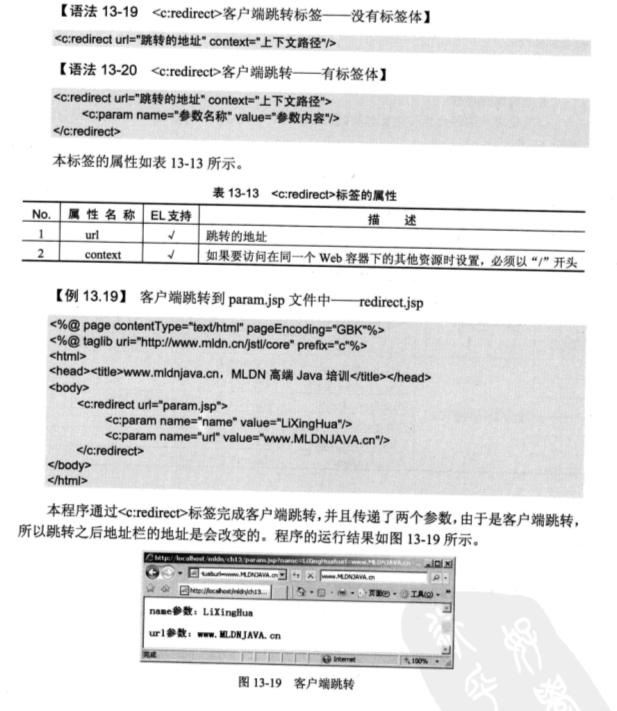 【语法 13-19 <c:redirect>客户端跳转标签——没有标签体】
<c:redirect url="跳转的地址" context="上下文路径"/>
【语法 13-20 <c:redirect>客户端跳转——有标签体】
<c:redirect url="跳转的地址" context="上下文路径">
<c:param name="参数名称" value="参数内容"/>
</c:redirect>
本标签的属性如表 13-13 所示。
表 13-13 <c:redirect>标签的属性
No. 属 性 名 称 EL 支持 描 述
1 url √ 跳转的地址
2 context √ 如果要访问在同一个 Web 容器下的其他资源时设置，必须以“/”开头
【例 13.19】 客户端跳转到 param.jsp 文件中——redirect.jsp
<%@ page contentType="text/html" pageEncoding="GBK"%>
<%@ taglib uri="http://www.mldn.cn/jstl/core" prefix="c"%>
<html>
<head><title>www.mldnjava.cn，MLDN 高端 Java 培训</title></head>
<body>
<c:redirect url="param.jsp">
<c:param name="name" value="LiXingHua"/>
<c:param name="url" value="www.MLDNJAVA.cn"/>
</c:redirect>
</body>
</html>
本程序通过<c:redirect>标签完成客户端跳转，并且传递了两个参数，由于是客户端跳转，
所以跳转之后地址栏的地址是会改变的。程序的运行结果如图 13-19 所示。
http://localhost/mldn/ch13/param.jsp?name=LiXingHua&url=www.MLDNJAVA.cn
www.MLDNJAVA.cn
http://localhost/mldn/ch13...
页面(P) 工具(O)
name参数：LiXingHua
url参数：www.MLDNJAVA.cn
完成 Internet 100%
图 13-19 客户端跳转